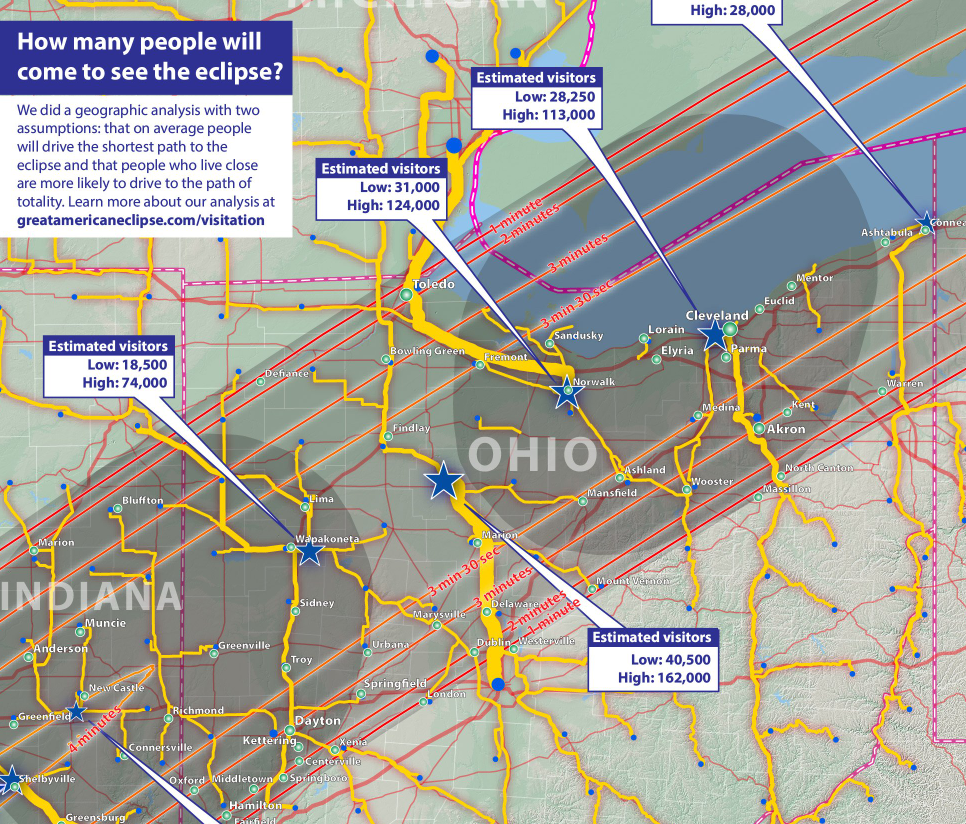 MICHIGAN
High: 28,000
How many people will
come to see the eclipse?
We did a geographic analysis with two
assumptions: that on average people
will drive the shortest path to the
eclipse and that people who live close
are more likely to drive to the path of
totality. Learn more about our analysis at
greatamericaneclipse.com/visitation
Estimated visitors
Low: 28,250
High: 113,000
Estimated visitors
Low: 31,000
High: 124,000
1 minute
2 minutes
3 minutes
3 min 30 sec
Ashtabula
Toledo
Mentor
Euclid
Cleveland
Lorain
Sandusky
Elyria
Parma
Estimated visitors
Low: 18,500
High: 74,000
Bowling Green
Fremont
Defiance
Norwalk
Warren
Medina
Kent
Akron
Findlay
OHIO
Ashland
North Canton
Mansfield
Wooster
Massillon
Bluffton
Lima
Marion
Wapakoneta
Marion
3 min 30 sec
3 minutes
2 minutes
1 minute
Mount Vernon
INDIANA
Sidney
Delaware
Marysville
Muncie
Anderson
Greenville
Urbana
Dublin
Westerville
Estimated visitors
Low: 40,500
High: 162,000
Troy
New Castle
Springfield
London
Greenfield
Richmond
4 minutes
Dayton
Kettering
Xenia
Connersville
Centerville
Shelbyville
Oxford
Middletown
Springboro
Hamilton
Greensburg
Fairfield